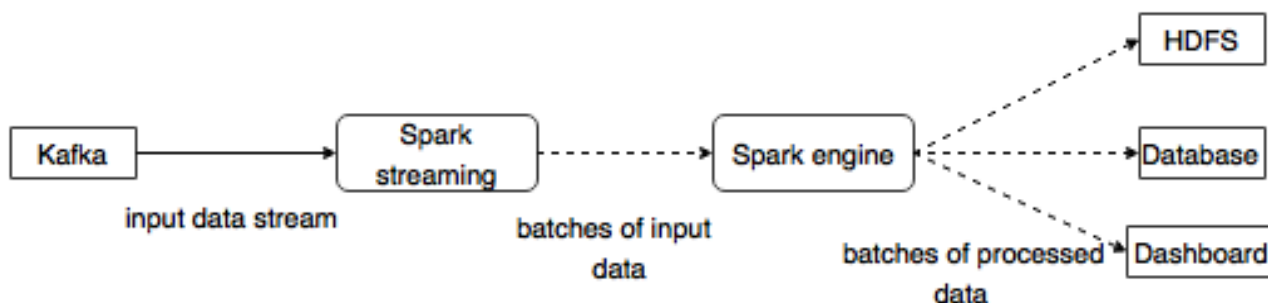 HDFS
Kafka
Spark
streaming
Spark engine
Database
input data stream
batches of input
data
batches of processed
data
Dashboard